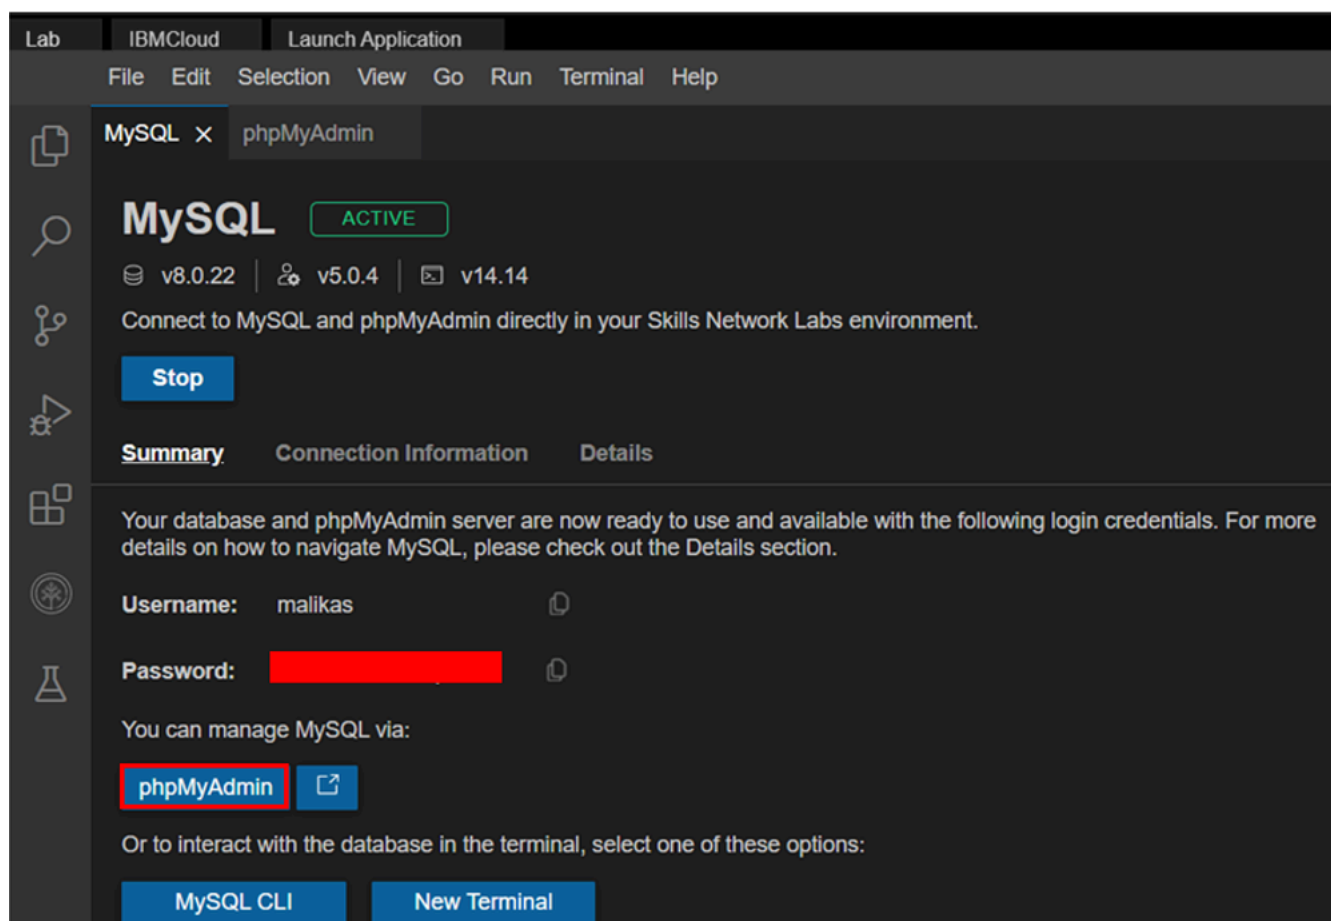 Lab IBMCloud Launch Application
File Edit Selection View Go Run Terminal Help
MySQL × phpMyAdmin
MySQL ACTIVE
v8.0.22 v5.0.4 v14.14
Connect to MySQL and phpMyAdmin directly in your Skills Network Labs environment.
Stop
Summary Connection Information Details
Your database and phpMyAdmin server are now ready to use and available with the following login credentials. For more
details on how to navigate MySQL, please check out the Details section.
Username: malikas
Password:
You can manage MySQL via:
phpMyAdmin
Or to interact with the database in the terminal, select one of these options:
MySQL CLI New Terminal